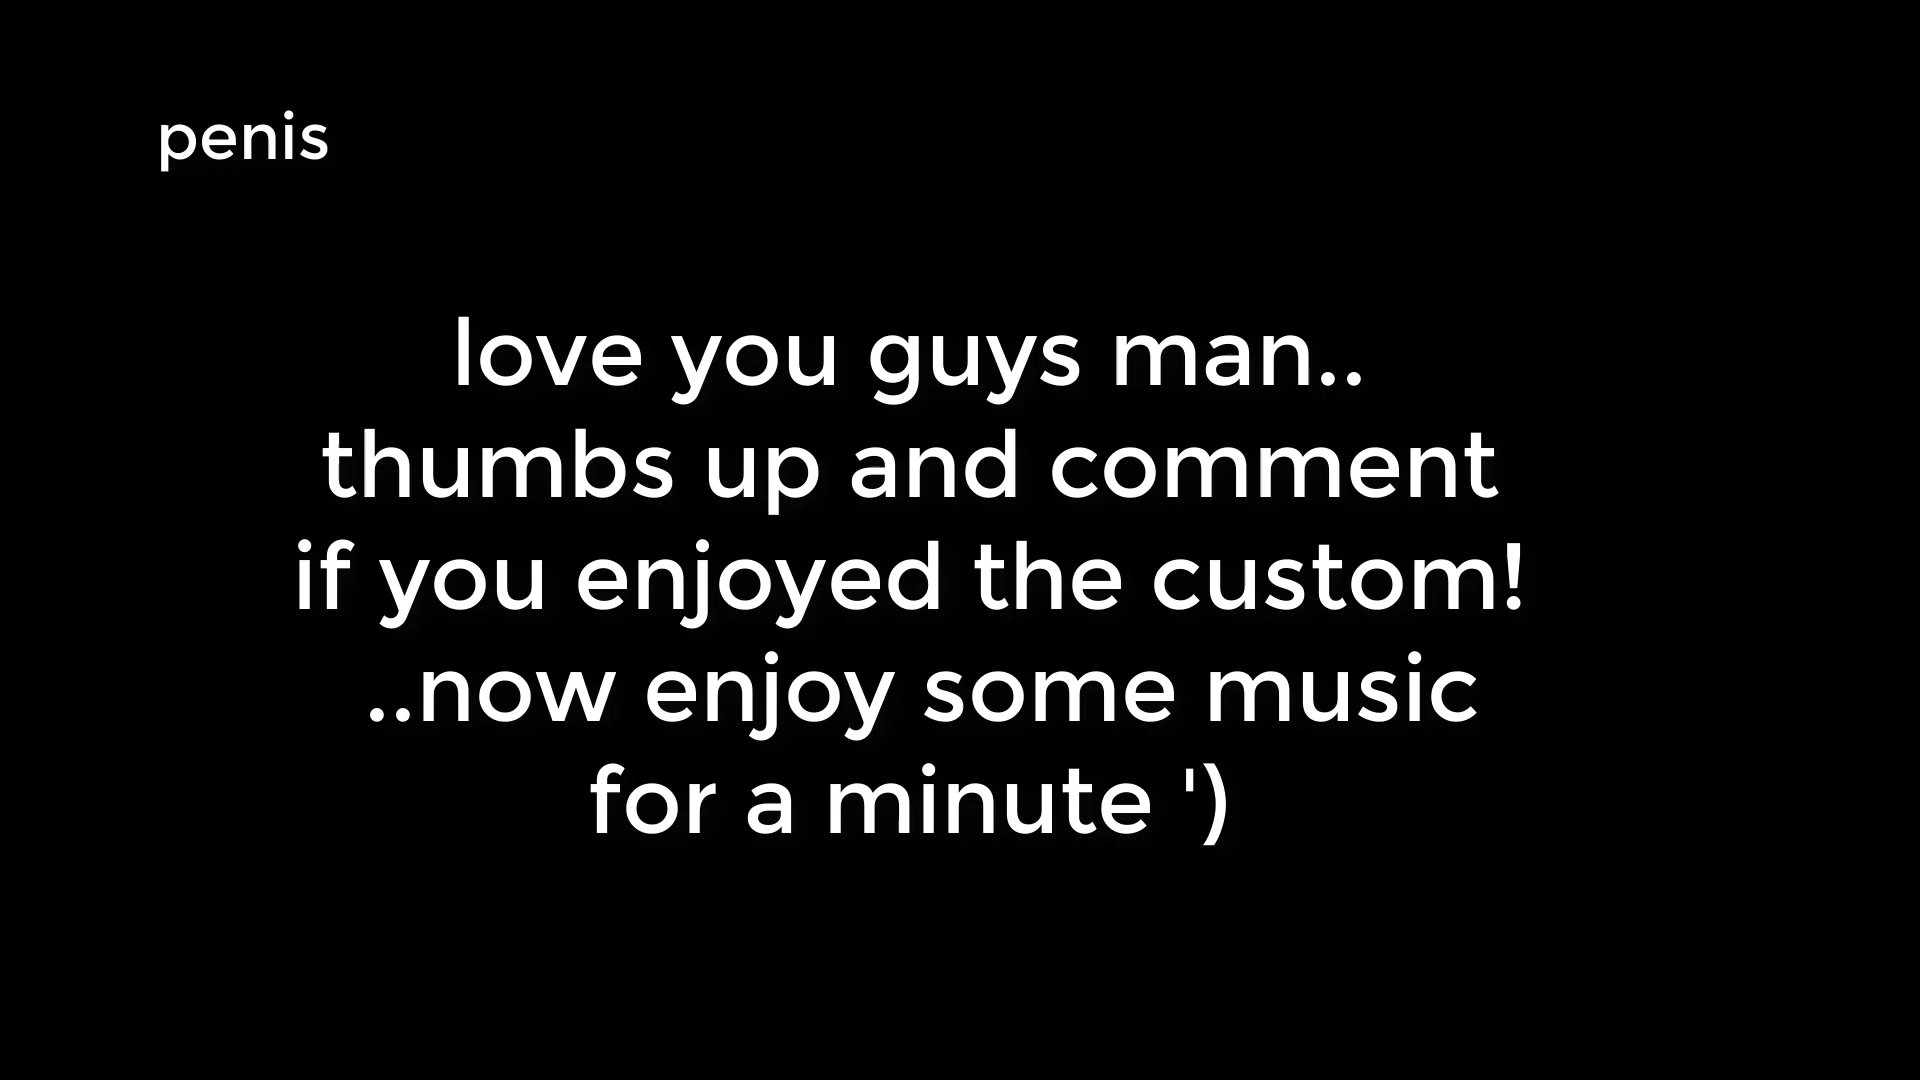 penis
love you guys man..
thumbs up and comment
if you enjoyed the custom!
..now enjoy some music
for a minute ')